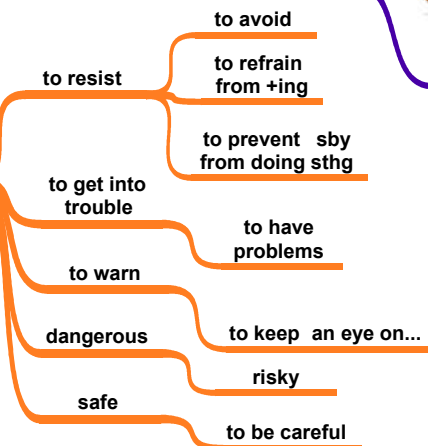 to resist
to avoid
to refrain
from +ing
to prevent sby
from doing sthg
to get into
trouble
to have
problems
to warn
to keep an eye on...
dangerous
risky
safe
to be careful